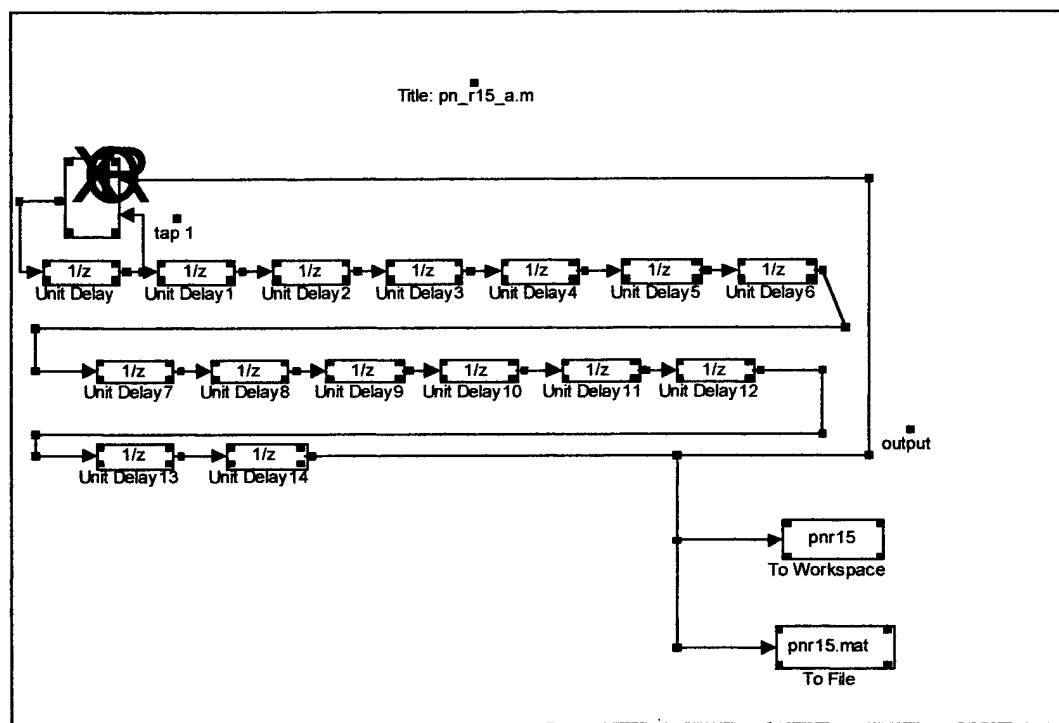 Title: pn_r15_a.m
XOR
tap 1
1/z 1/z 1/z 1/z 1/z 1/z 1/z
Unit Delay Unit Delay1 Unit Delay2 Unit Delay3 Unit Delay4 Unit Delay5 Unit Delay6
1/z 1/z 1/z 1/z 1/z 1/z
Unit Delay7 Unit Delay8 Unit Delay9 Unit Delay10 Unit Delay11 Unit Delay12
output
1/z 1/z
Unit Delay13 Unit Delay14
pnr15
To Workspace
pnr15.mat
To File